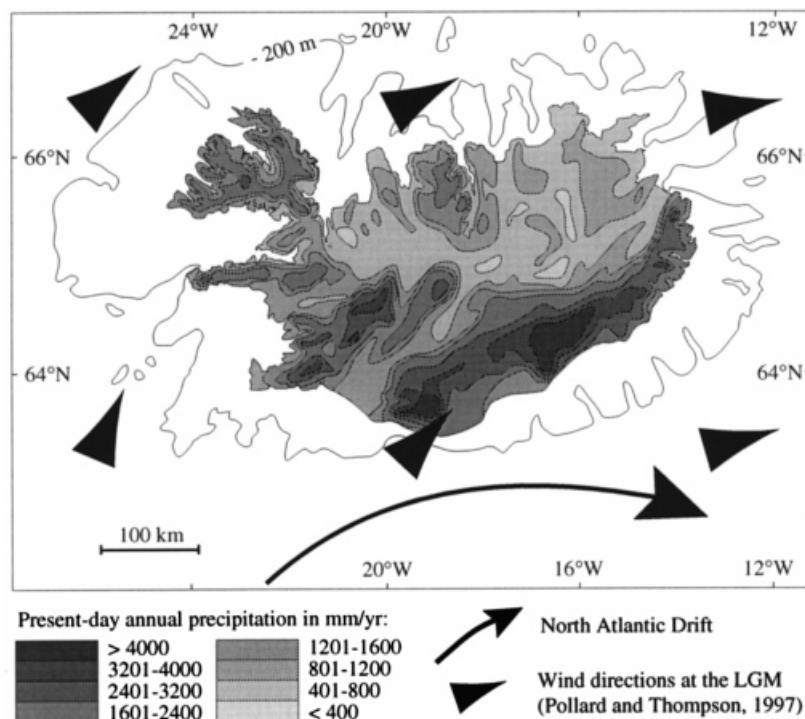 24°W 20°W 12°W
- 200 m
66°N 66°N
64°N 64°N
100 km
20°W 16°W 12°W
Present-day annual precipitation in mm/yr:
> 4000
3201-4000
2401-3200
1601-2400
1201-1600
801-1200
401-800
< 400
North Atlantic Drift
Wind directions at the LGM
(Pollard and Thompson, 1997)